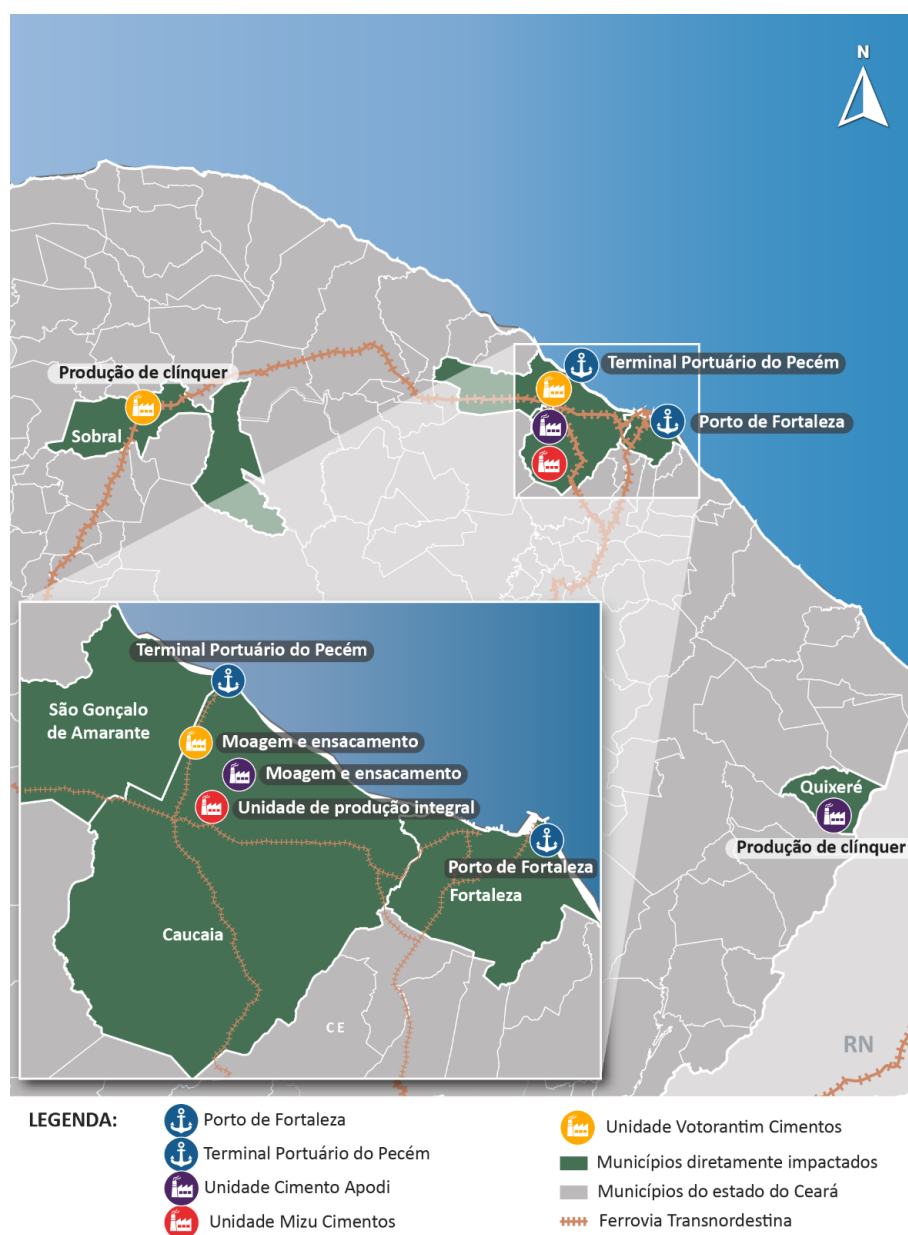 N
Terminal Portuário do Pecém
Produção de clínquer
Porto de Fortaleza
Sobral
Terminal Portuário do Pecém
São Gonçalo
de Amarante
Moagem e ensacamento
Moagem e ensacamento
Unidade de produção integral
Quixeré
Produção de clínquer
Porto de Fortaleza
Fortaleza
Caucaia
CE
RN
LEGENDA:
Porto de Fortaleza
Terminal Portuário do Pecém
Unidade Cimento Apodi
Unidade Mizu Cimentos
Unidade Votorantim Cimentos
Municípios diretamente impactados
Municípios do estado do Ceará
Ferrovia Transnordestina